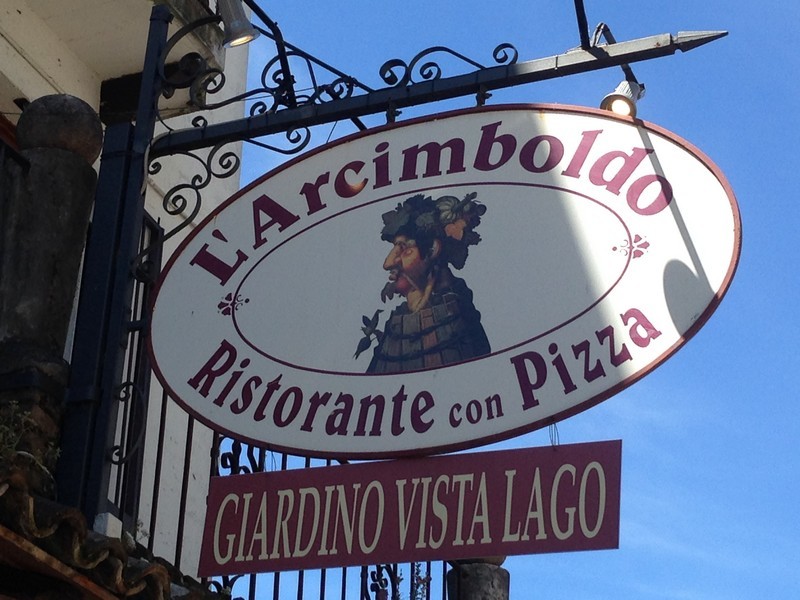 L'Arcimboldo
Ristorante con Pizza
GIARDINO VISTA LAGO